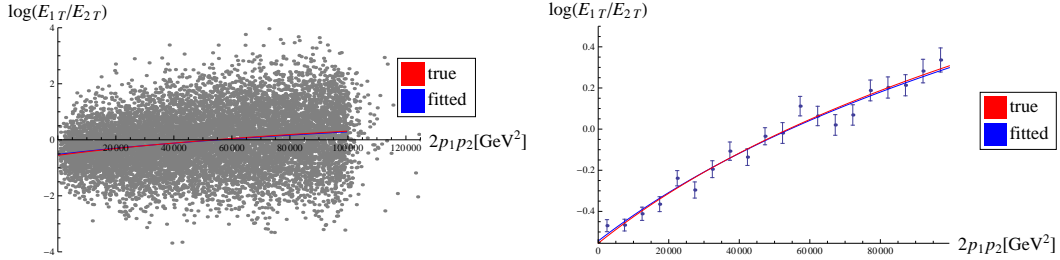 log(E1T/E2T)
4
2
0
-2
-4
20000 40000 60000 80000 100000 120000
2p1p2[GeV2]
true
fitted
log(E1T/E2T)
0.4
0.2
0.0
-0.2
-0.4
0 20000 40000 60000 80000
2p1p2[GeV2]
true
fitted